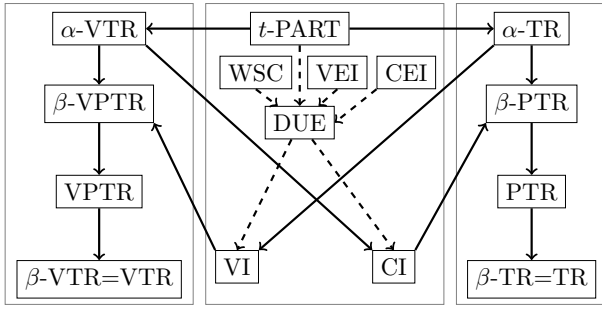 α-VTR t-PART α-TR
WSC VEI CEI
β-VPTR DUE β-PTR
VPTR PTR
VI CI
β-VTR=VTR β-TR=TR